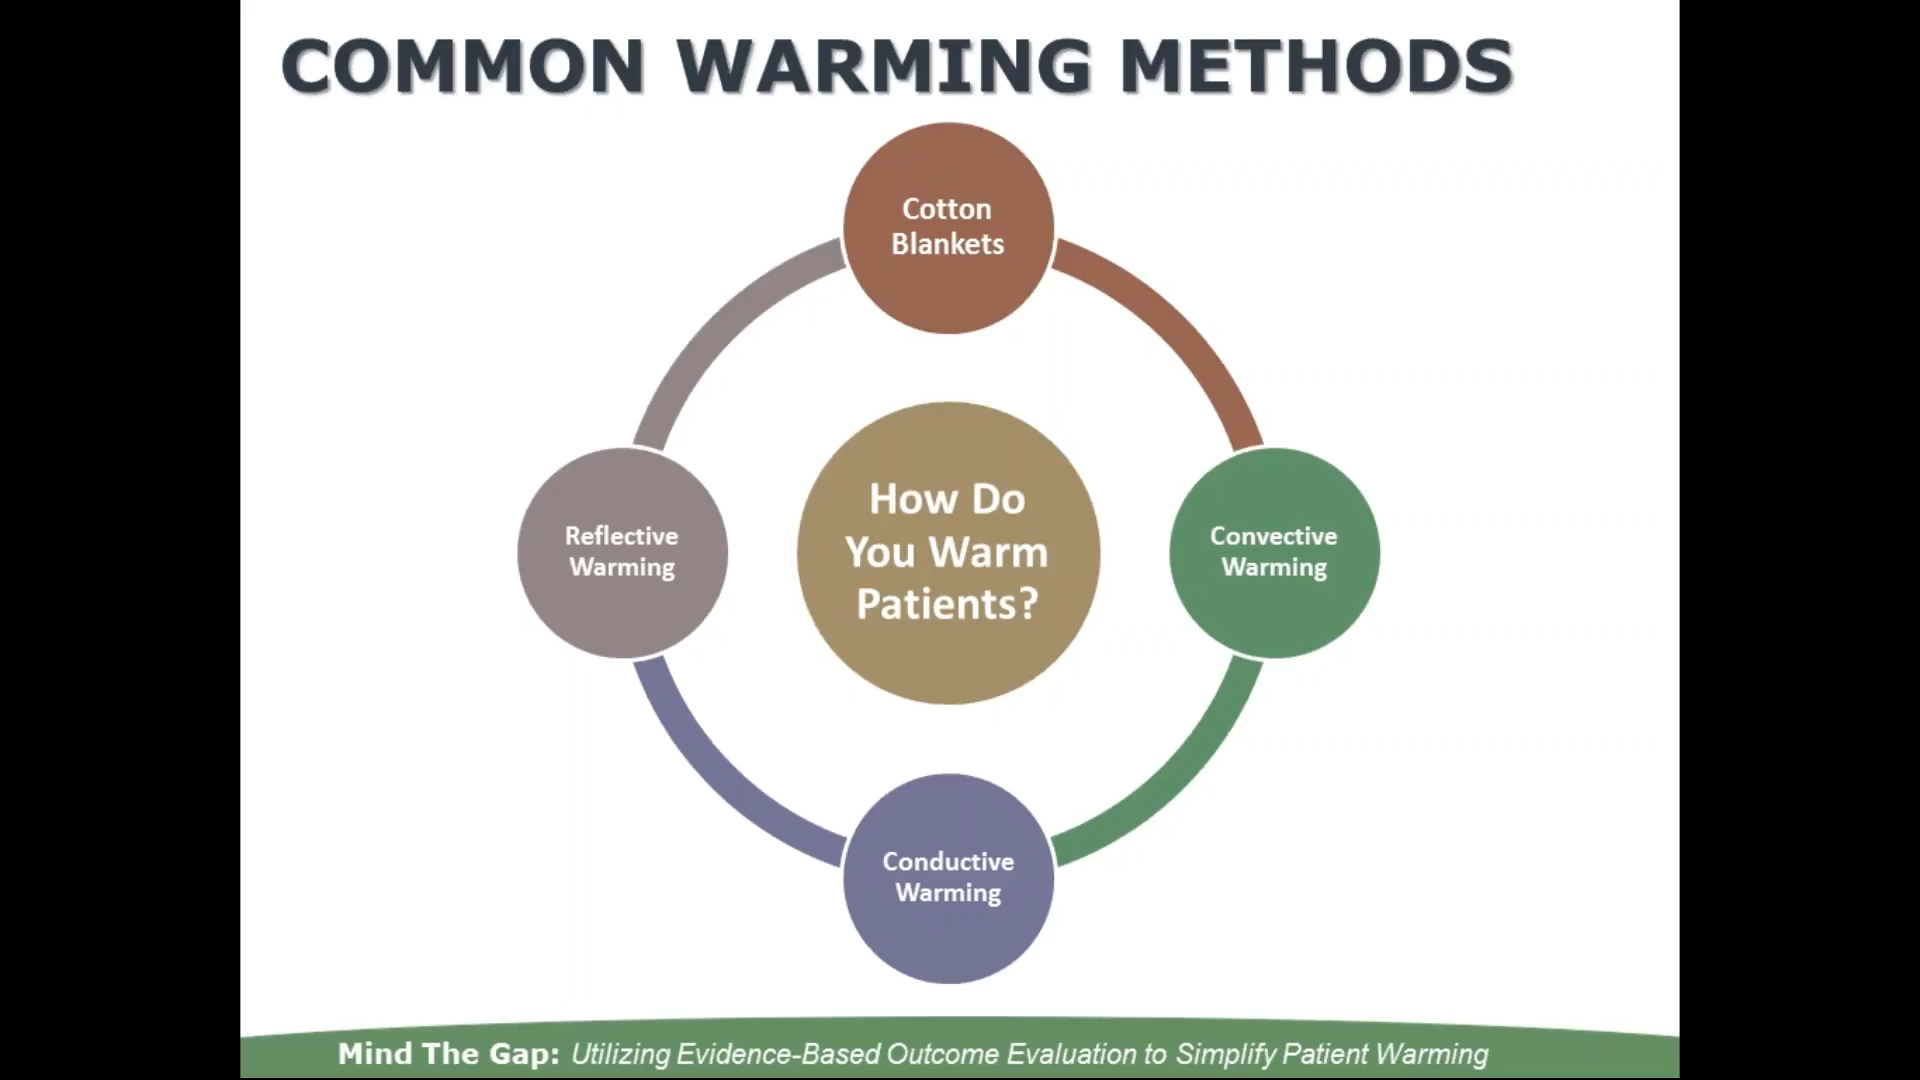 COMMON WARMING METHODS
Cotton
Blankets
Reflective
Warming
How Do
You Warm
Patients?
Convective
Warming
Conductive
Warming
Mind The Gap: Utilizing Evidence-Based Outcome Evaluation to Simplify Patient Warming